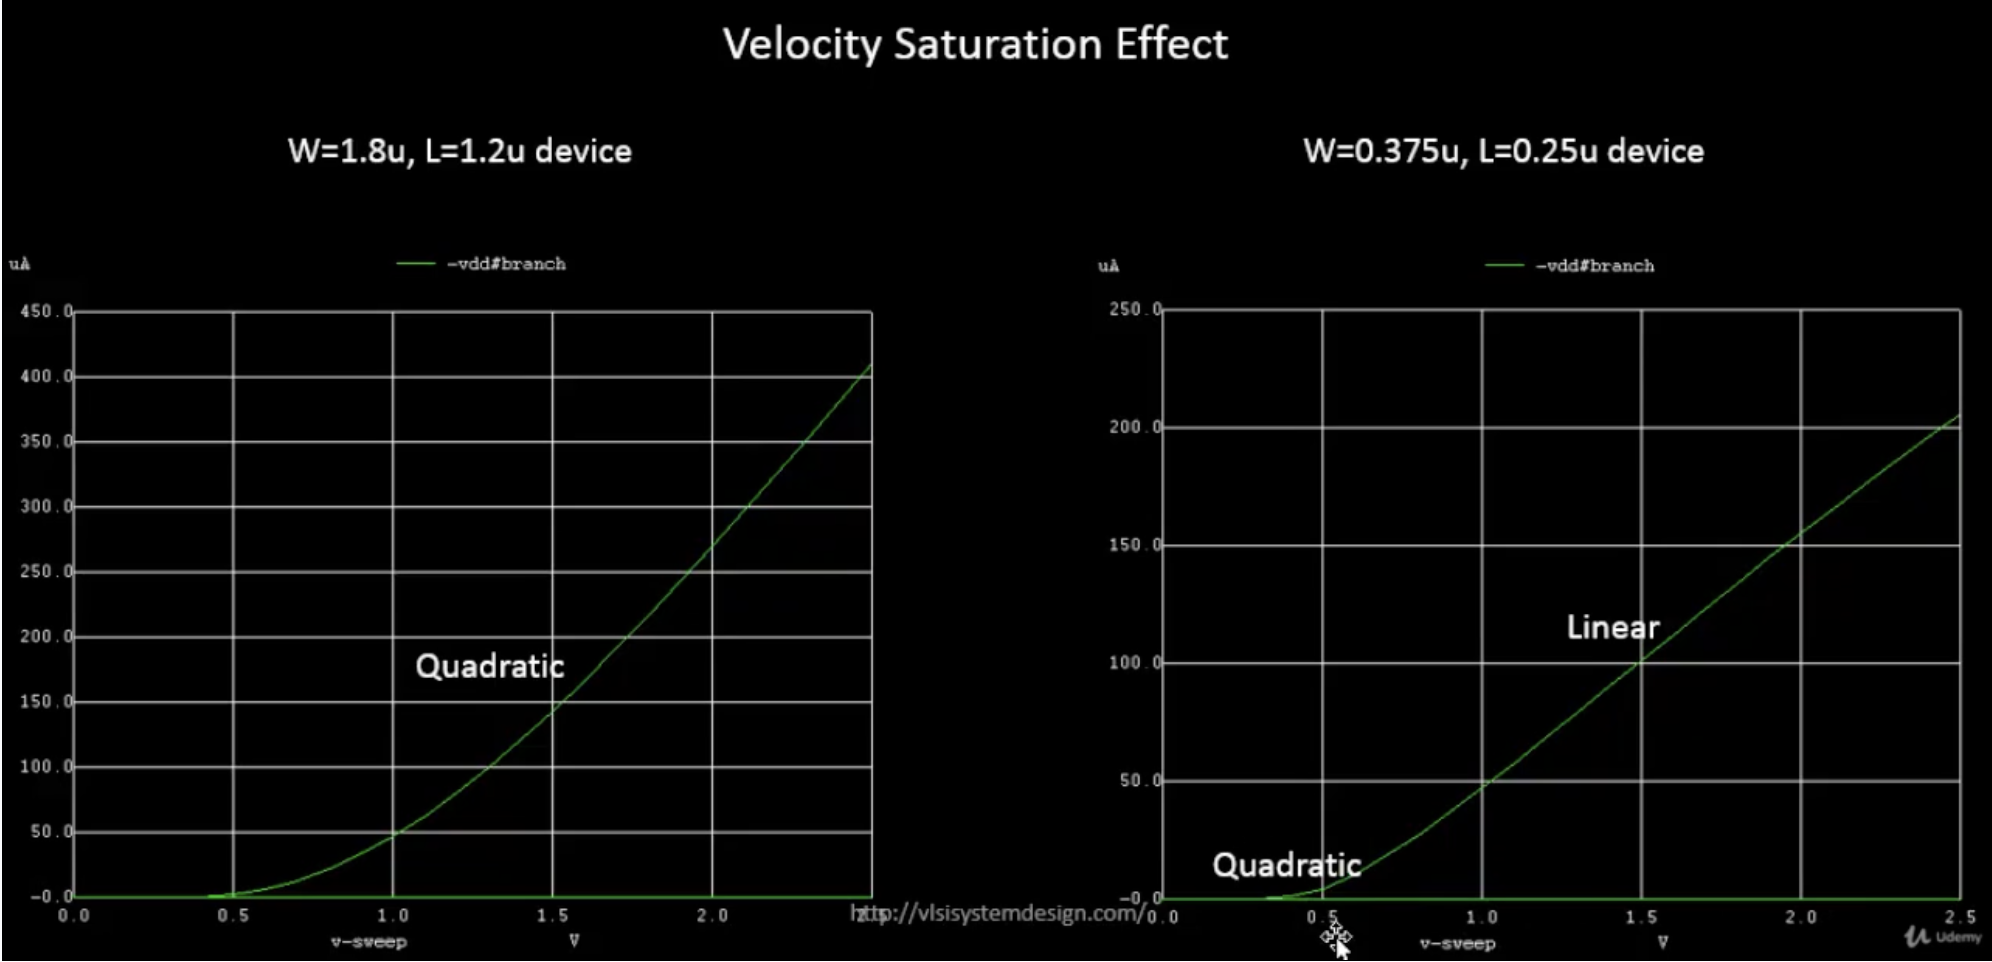 Velocity Saturation Effect
W=1.8u, L=1.2u device
W=0.375u, L=0.25u device
uA
-vdd#branch
450.0
400.0
350.0
300.0
250.0
200.0
150.0
100.0
50.0
-0.0
0.0 0.5 1.0 1.5 2.0
v-sweep V
Quadratic
uA
-vdd#branch
250.0
200.0
150.0
100.0
50.0
-0.0
0.0 0.5 1.0 1.5 2.0 2.5
v-sweep V
Linear
Quadratic
http://vlsisystemdesign.com/
Udemy